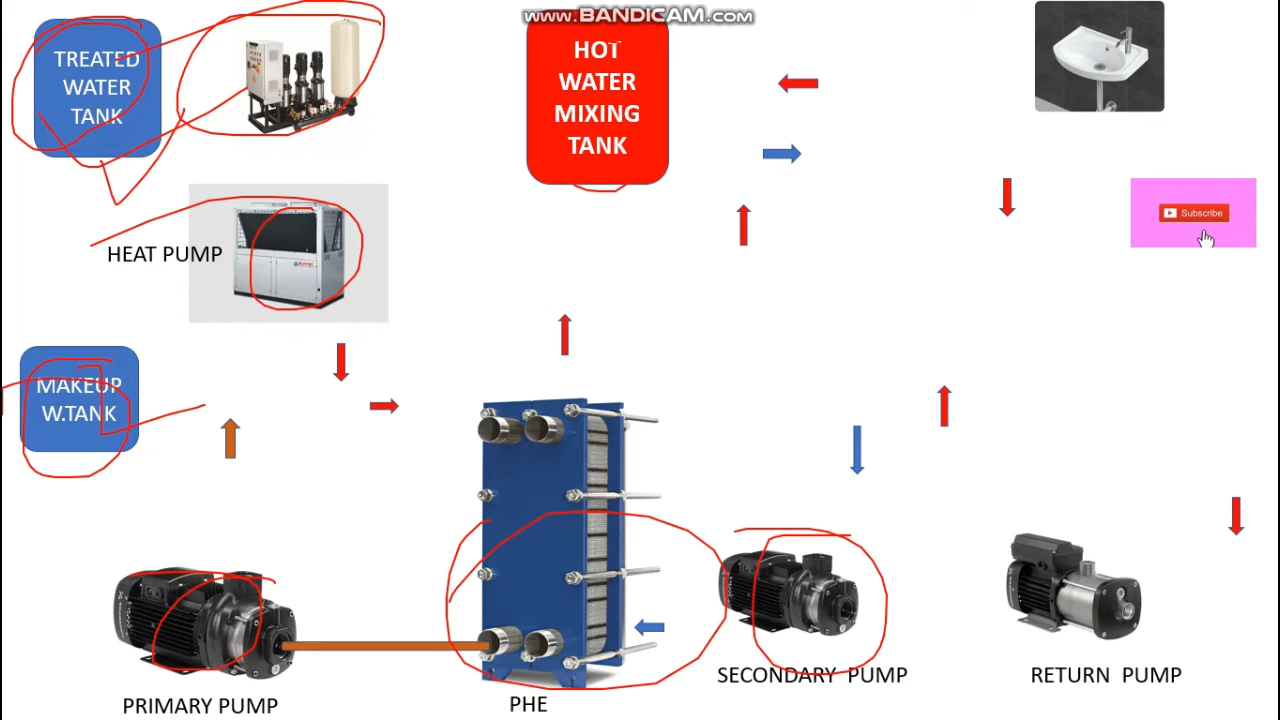 www.BANDICAM.com
TREATED
WATER
TANK
HOT
WATER
MIXING
TANK
Subscribe
HEAT PUMP
MAKEUP
W.TANK
PRIMARY PUMP
PHE
SECONDARY PUMP
RETURN PUMP